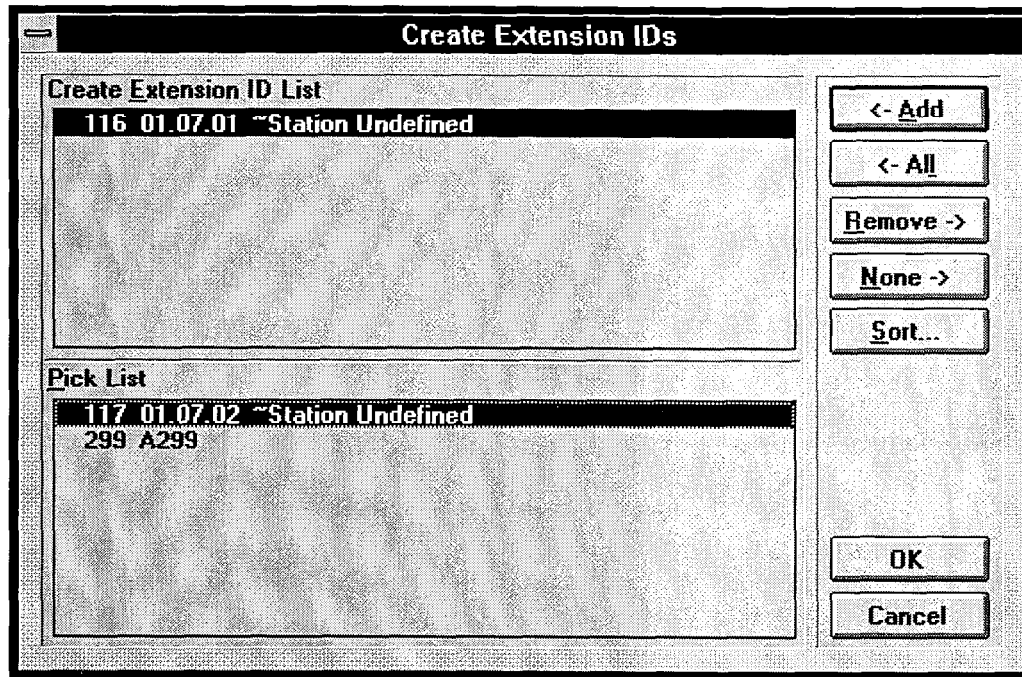 Create Extension IDs
Create Extension ID List
116 01.07.01 ~Station Undefined
Pick List
117 01.07.02 ~Station Undefined
299 A299
<- Add
<- All
Remove ->
None ->
Sort...
OK
Cancel